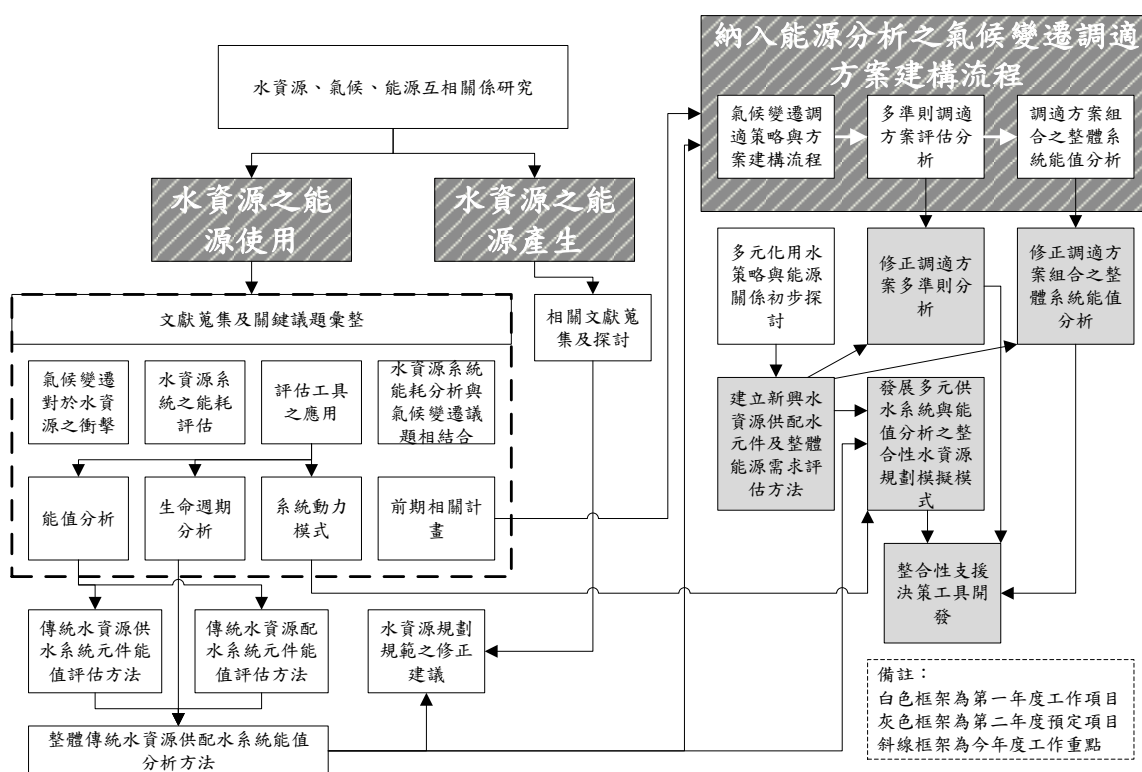 水資源、氣候、能源互相關係研究
水資源之能
源使用
水資源之能
源產生
文獻蒐集及關鍵議題彙整
氣候變遷
對於水資
源之衝擊
水資源系
統之能耗
評估
評估工具
之應用
水資源系統
能耗分析與
氣候變遷議
題相結合
能值分析
生命週期
分析
系統動力
模式
前期相關計
畫
相關文獻蒐
集及探討
傳統水資源供
水系統元件能
值評估方法
傳統水資源配
水系統元件能
值評估方法
水資源規劃
規範之修正
建議
整體傳統水資源供配水系統能值
分析方法
納入能源分析之氣候變遷調適
方案建構流程
氣候變遷調
適策略與方
案建構流程
多準則調適
方案評估分
析
調適方案組
合之整體系
統能值分析
多元化用水
策略與能源
關係初步探
討
修正調適方
案多準則分
析
修正調適方
案組合之整
體系統能值
分析
建立新興水
資源供配水
元件及整體
能源需求評
估方法
發展多元供
水系統與能
值分析之整
合性水資源
規劃模擬模
式
整合性支援
決策工具開
發
備註：
白色框架為第一年度工作項目
灰色框架為第二年度預定項目
斜線框架為今年度工作重點